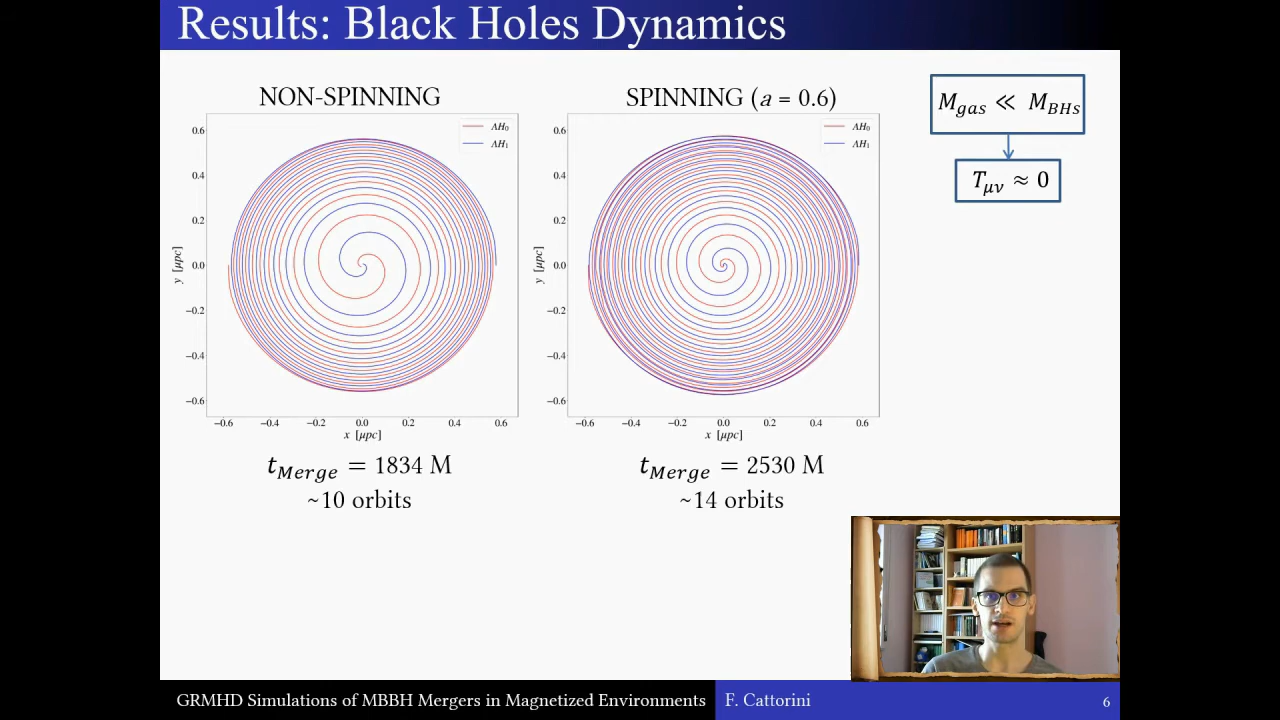 Results: Black Holes Dynamics
NON-SPINNING
AH₀
AH₁
0.6
0.4
0.2
0.0
−0.2
−0.4
−0.6
y [μpc]
−0.6 −0.4 −0.2 0.0 0.2 0.4 0.6
x [μpc]
t_Merge = 1834 M
~10 orbits
SPINNING (a = 0.6)
AH₀
AH₁
0.6
0.4
0.2
0.0
−0.2
−0.4
−0.6
y [μpc]
−0.6 −0.4 −0.2 0.0 0.2 0.4 0.6
x [μpc]
t_Merge = 2530 M
~14 orbits
M_gas ≪ M_BHs
T_μν ≈ 0
GRMHD Simulations of MBBH Mergers in Magnetized Environments F. Cattorini 6